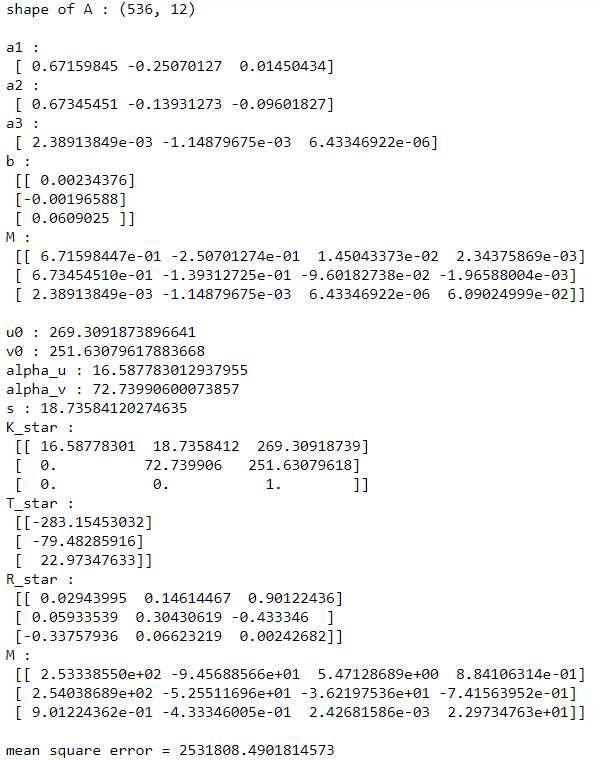 shape of A : (536, 12)
a1 :
[ 0.67159845 -0.25070127 0.01450434]
a2 :
[ 0.67345451 -0.13931273 -0.09601827]
a3 :
[ 2.38913849e-03 -1.14879675e-03 6.43346922e-06]
b :
[[ 0.00234376]
[-0.00196588]
[ 0.0609025 ]]
M :
[[ 6.71598447e-01 -2.50701274e-01 1.45043373e-02 2.34375869e-03]
[ 6.73454510e-01 -1.39312725e-01 -9.60182738e-02 -1.96588004e-03]
[ 2.38913849e-03 -1.14879675e-03 6.43346922e-06 6.09024999e-02]]
u0 : 269.3091873896641
v0 : 251.63079617883668
alpha_u : 16.587783012937955
alpha_v : 72.73990600073857
s : 18.73584120274635
K_star :
[[ 16.58778301 18.7358412 269.30918739]
[ 0. 72.739906 251.63079618]
[ 0. 0. 1. ]]
T_star :
[[-283.15453032]
[ -79.48285916]
[ 22.97347633]]
R_star :
[[ 0.02943995 0.14614467 0.90122436]
[ 0.05933539 0.30430619 -0.433346 ]
[-0.33757936 0.06623219 0.00242682]]
M :
[[ 2.53338550e+02 -9.45688566e+01 5.47128689e+00 8.84106314e-01]
[ 2.54038689e+02 -5.25511696e+01 -3.62197536e+01 -7.41563952e-01]
[ 9.01224362e-01 -4.33346005e-01 2.42681586e-03 2.29734763e+01]]
mean square error = 2531808.4901814573